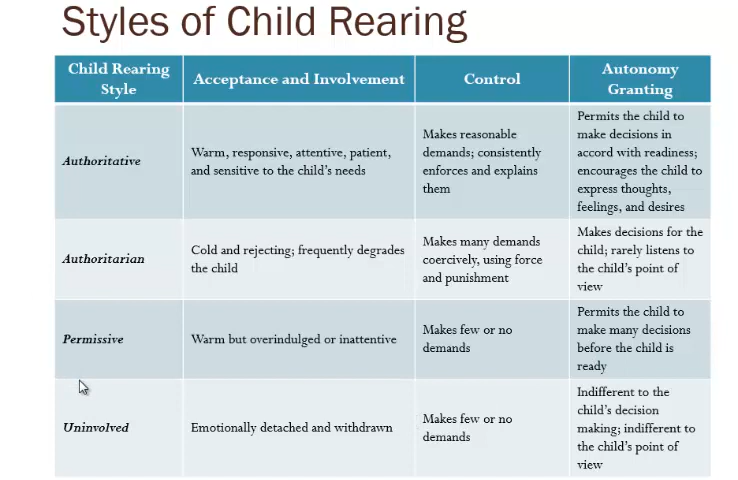 Styles of Child Rearing
Child Rearing
Style
Acceptance and Involvement
Control
Autonomy
Granting
Authoritative
Warm, responsive, attentive, patient,
and sensitive to the child's needs
Makes reasonable
demands; consistently
enforces and explains
them
Permits the child to
make decisions in
accord with readiness;
encourages the child to
express thoughts,
feelings, and desires
Authoritarian
Cold and rejecting; frequently degrades
the child
Makes many demands
coercively, using force
and punishment
Makes decisions for the
child; rarely listens to
the child's point of
view
Permissive
Warm but overindulged or inattentive
Makes few or no
demands
Permits the child to
make many decisions
before the child is
ready
Uninvolved
Emotionally detached and withdrawn
Makes few or no
demands
Indifferent to the
child's decision
making; indifferent to
the child's point of
view